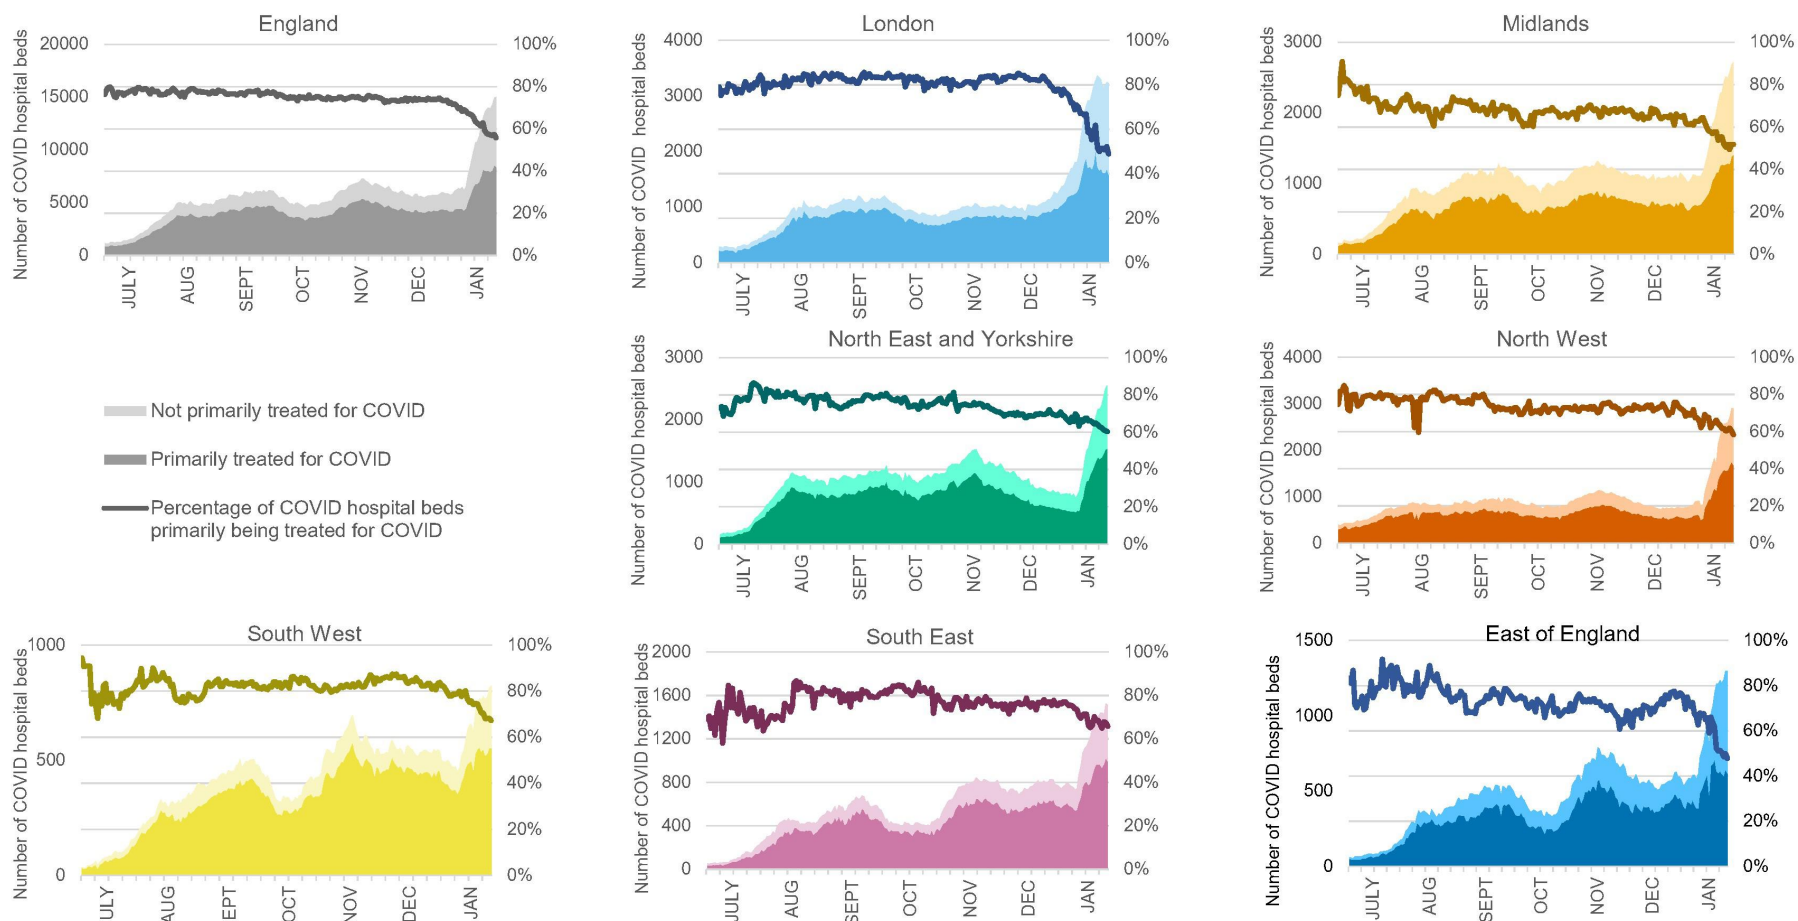 England
Number of COVID hospital beds
20000
15000
10000
5000
0
100%
80%
60%
40%
20%
0%
JULY
AUG
SEPT
OCT
NOV
DEC
JAN
London
Number of COVID hospital beds
4000
3000
2000
1000
0
100%
80%
60%
40%
20%
0%
JULY
AUG
SEPT
OCT
NOV
DEC
JAN
Midlands
Number of COVID hospital beds
3000
2000
1000
0
100%
80%
60%
40%
20%
0%
JULY
AUG
SEPT
OCT
NOV
DEC
JAN
Not primarily treated for COVID
Primarily treated for COVID
Percentage of COVID hospital beds
primarily being treated for COVID
North East and Yorkshire
Number of COVID hospital beds
3000
2000
1000
0
100%
80%
60%
40%
20%
0%
JULY
AUG
SEPT
OCT
NOV
DEC
JAN
North West
Number of COVID hospital beds
4000
3000
2000
1000
0
100%
80%
60%
40%
20%
0%
JULY
AUG
SEPT
OCT
NOV
DEC
JAN
South West
Number of COVID hospital beds
1000
500
0
100%
80%
60%
40%
20%
0%
ULY
AUG
EPT
OCT
NOV
DEC
JAN
South East
Number of COVID hospital beds
2000
1600
1200
800
400
0
100%
80%
60%
40%
20%
0%
JULY
AUG
SEPT
OCT
NOV
DEC
JAN
East of England
Number of COVID hospital beds
1500
1000
500
0
100%
80%
60%
40%
20%
0%
JULY
AUG
SEPT
OCT
NOV
DEC
JAN